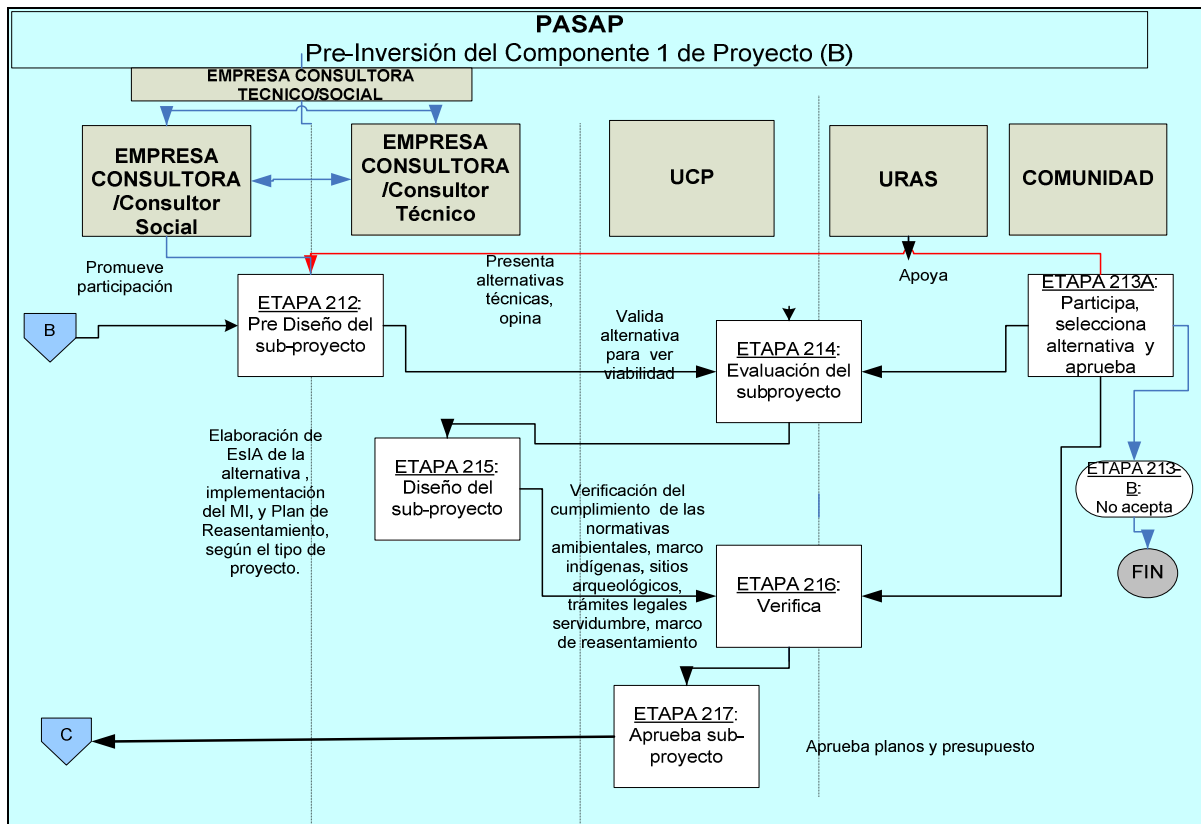 PASAP
Pre-Inversión del Componente 1 de Proyecto (B)
EMPRESA CONSULTORA
TECNICO/SOCIAL
EMPRESA
CONSULTORA
/Consultor
Social
EMPRESA
CONSULTORA
/Consultor
Técnico
UCP
URAS
COMUNIDAD
Promueve
participación
Presenta
alternativas
técnicas,
opina
Apoya
B
ETAPA 212:
Pre Diseño del
sub-proyecto
Valida
alternativa
para ver
viabilidad
ETAPA 214:
Evaluación del
subproyecto
ETAPA 213A:
Participa,
selecciona
alternativa y
aprueba
Elaboración de
EsIA de la
alternativa ,
implementación
del MI, y Plan de
Reasentamiento,
según el tipo de
proyecto.
ETAPA 215:
Diseño del
sub-proyecto
Verificación del
cumplimiento de las
normativas
ambientales, marco
indígenas, sitios
arqueológicos,
trámites legales
servidumbre, marco
de reasentamiento
ETAPA 216:
Verifica
ETAPA 213-
B:
No acepta
FIN
ETAPA 217:
Aprueba sub-
proyecto
Aprueba planos y presupuesto
C